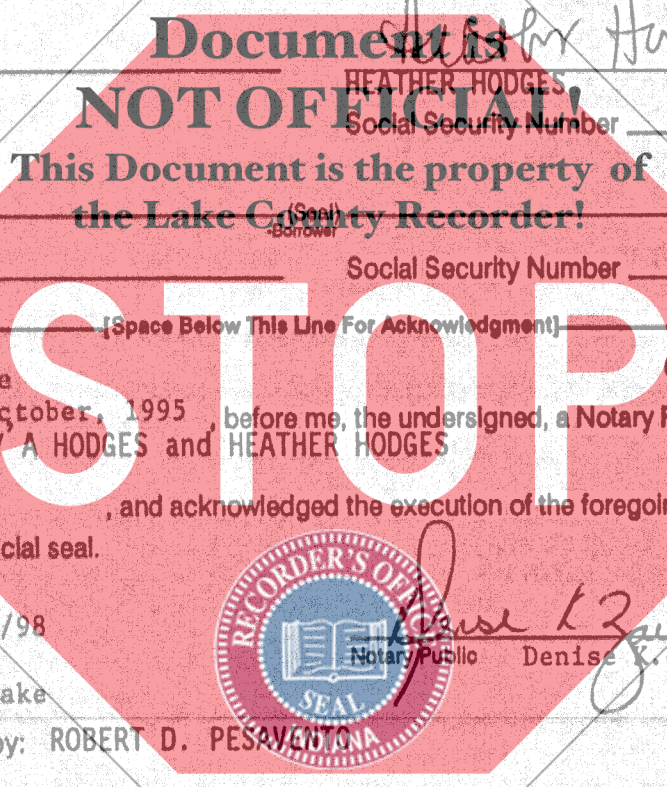 Document is
HEATHER HODGES
NOT OFFICIAL!
Social Security Number
This Document is the property of
(Seal)
the Lake County Recorder!
-Borrower
Social Security Number
[Space Below This Line For Acknowledgment]
STOP
ctober, 1995 , before me, the undersigned, a Notary
A HODGES and HEATHER HODGES
, and acknowledged the execution of the foregoin
cial seal.
RECORDER'S OFFICE
/98
Notary Public Denise K.
SEAL
ake
by: ROBERT D. PESAVENTO
INDIANA